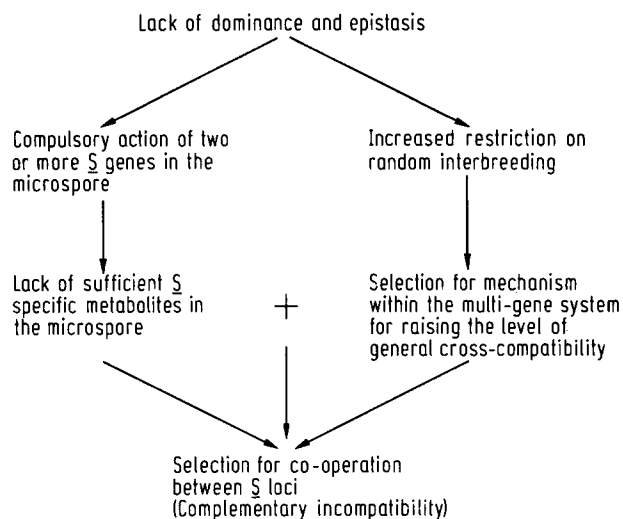 Lack of dominance and epistasis
Compulsory action of two
or more S genes in the
microspore
Increased restriction on
random interbreeding
Lack of sufficient S
specific metabolites in
the microspore
+
Selection for mechanism
within the multi-gene system
for raising the level of
general cross-compatibility
Selection for co-operation
between S loci
(Complementary incompatibility)